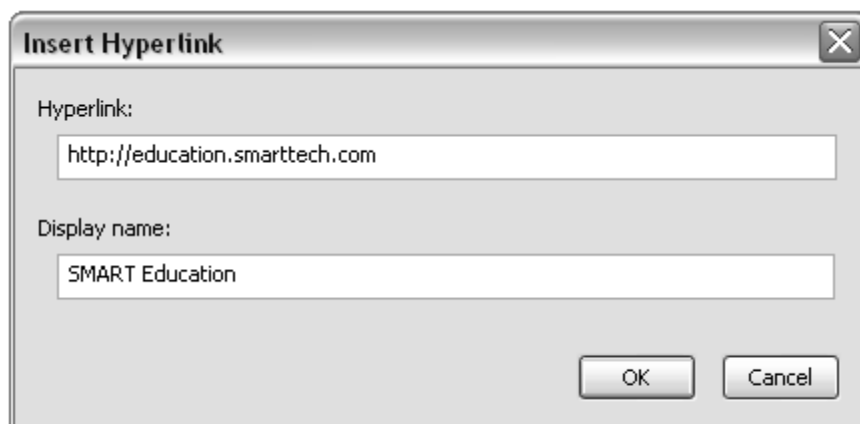 Insert Hyperlink
Hyperlink:
http://education.smarttech.com
Display name:
SMART Education
OK Cancel